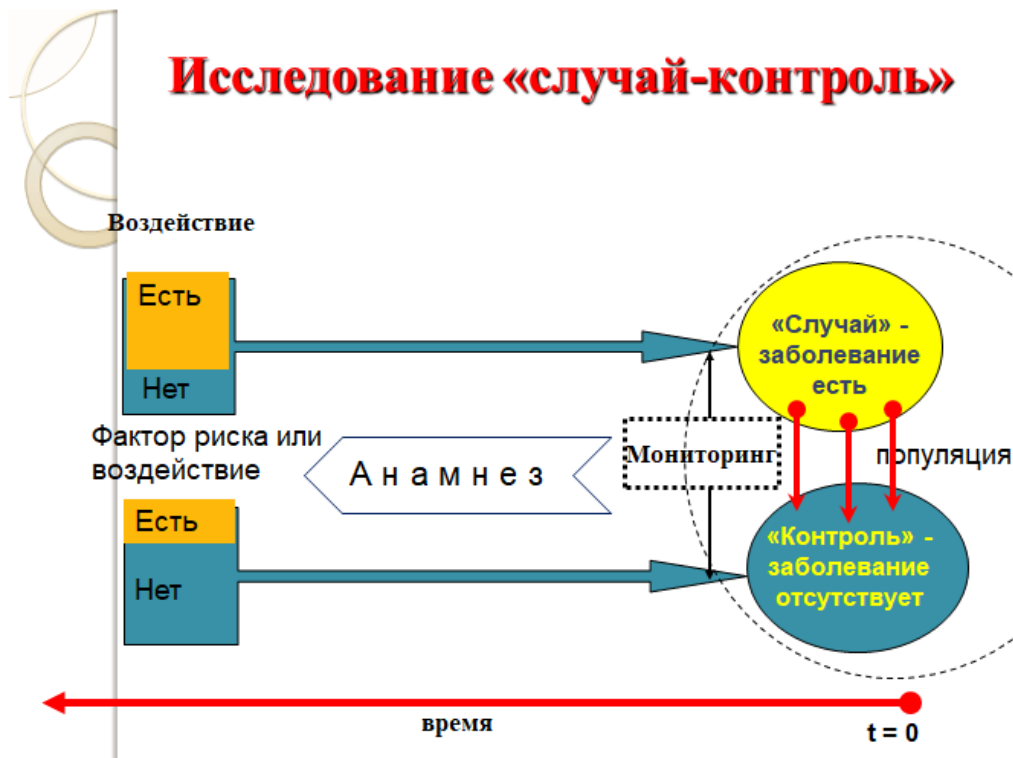 Исследование «случай-контроль»
Воздействие
Есть
Нет
«Случай» -
заболевание
есть
Фактор риска или
воздействие
А н а м н е з
Мониторинг
популяция
Есть
Нет
«Контроль» -
заболевание
отсутствует
время
t = 0